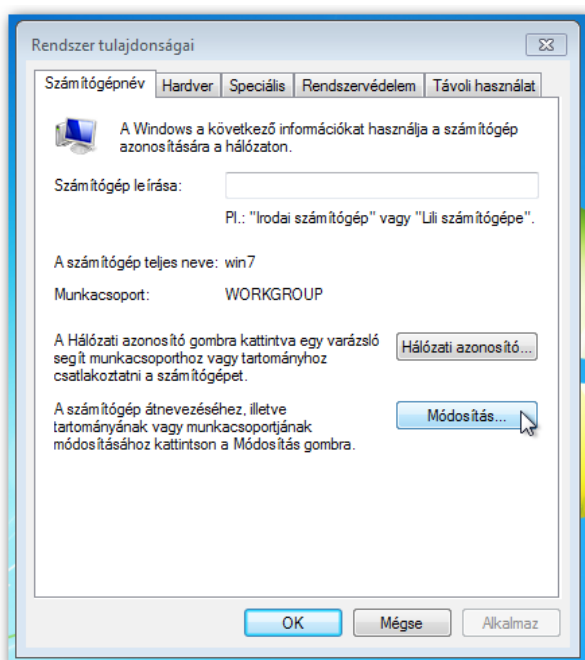 Rendszer tulajdonságai
Számítógépnév Hardver Speciális Rendszervédelem Távoli használat
A Windows a következő információkat használja a számítógép
azonosítására a hálózaton.
Számítógép leírása:
Pl.: "Irodai számítógép" vagy "Lili számítógépe".
A számítógép teljes neve: win7
Munkacsoport: WORKGROUP
A Hálózati azonosító gombra kattintva egy varázsló
segít munkacsoporthoz vagy tartományhoz
csatlakoztatni a számítógépet.
Hálózati azonosító...
A számítógép átnevezéséhez, illetve
tartományának vagy munkacsoportjának
módosításához kattintson a Módosítás gombra.
Módosítás...
OK Mégse Alkalmaz